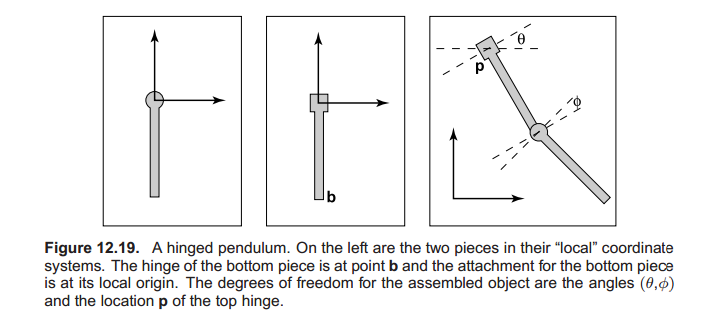 θ
p
ϕ
b
Figure 12.19. A hinged pendulum. On the left are the two pieces in their “local” coordinate
systems. The hinge of the bottom piece is at point b and the attachment for the bottom piece
is at its local origin. The degrees of freedom for the assembled object are the angles (θ,ϕ)
and the location p of the top hinge.